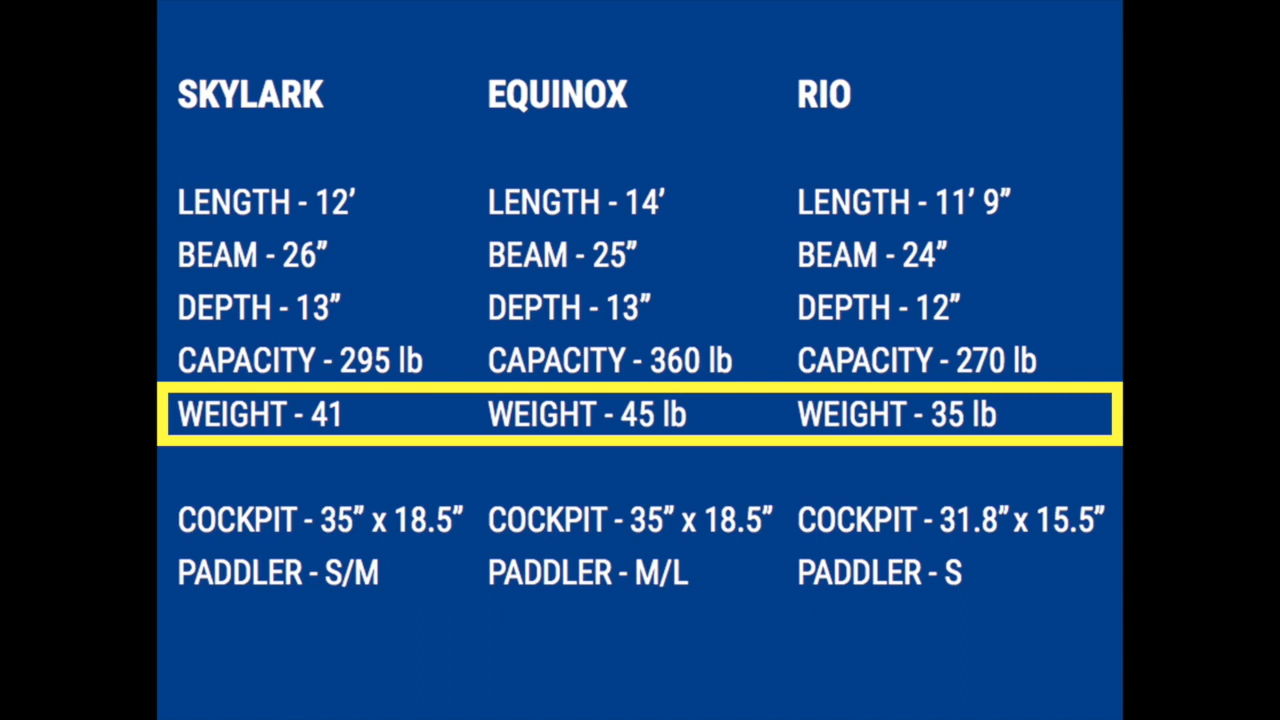 SKYLARK EQUINOX RIO
LENGTH - 12’ LENGTH - 14’ LENGTH - 11’ 9”
BEAM - 26” BEAM - 25” BEAM - 24”
DEPTH - 13” DEPTH - 13” DEPTH - 12”
CAPACITY - 295 lb CAPACITY - 360 lb CAPACITY - 270 lb
WEIGHT - 41 WEIGHT - 45 lb WEIGHT - 35 lb
COCKPIT - 35” x 18.5” COCKPIT - 35” x 18.5” COCKPIT - 31.8” x 15.5”
PADDLER - S/M PADDLER - M/L PADDLER - S